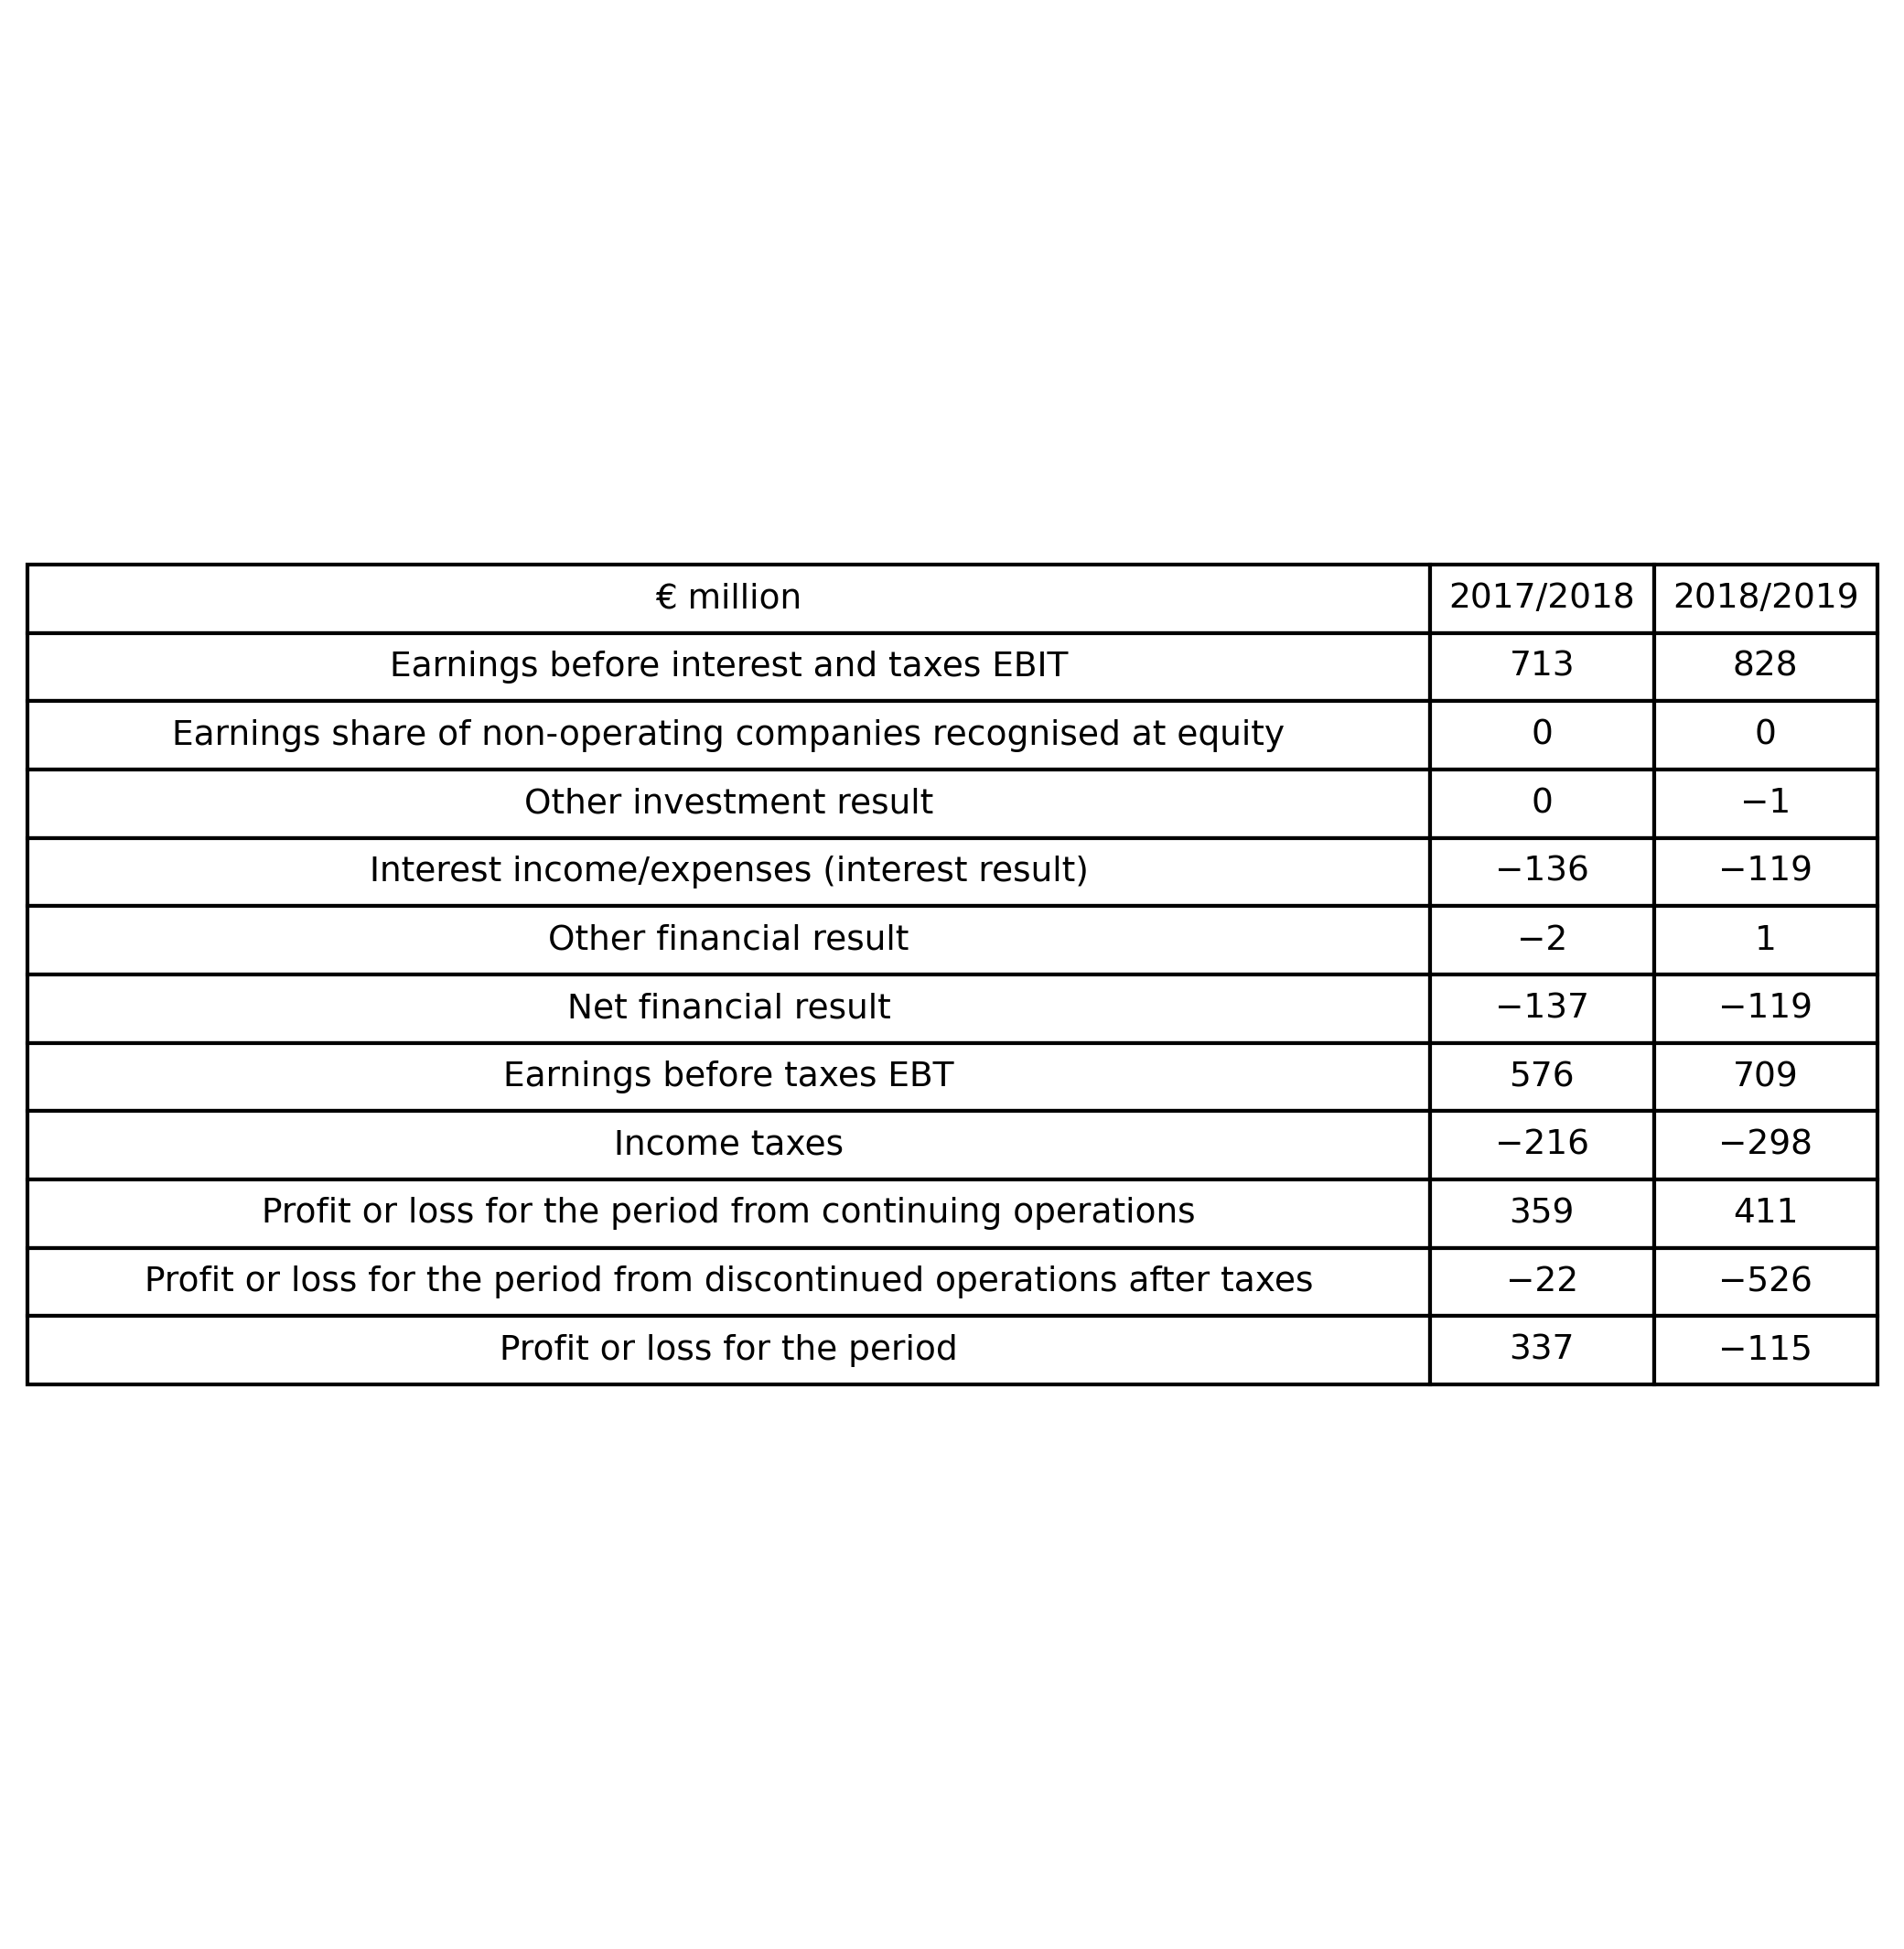 € million 2017/2018 2018/2019
Earnings before interest and taxes EBIT 713 828
Earnings share of non-operating companies recognised at equity 0 0
Other investment result 0 −1
Interest income/expenses (interest result) −136 −119
Other financial result −2 1
Net financial result −137 −119
Earnings before taxes EBT 576 709
Income taxes −216 −298
Profit or loss for the period from continuing operations 359 411
Profit or loss for the period from discontinued operations after taxes −22 −526
Profit or loss for the period 337 −115